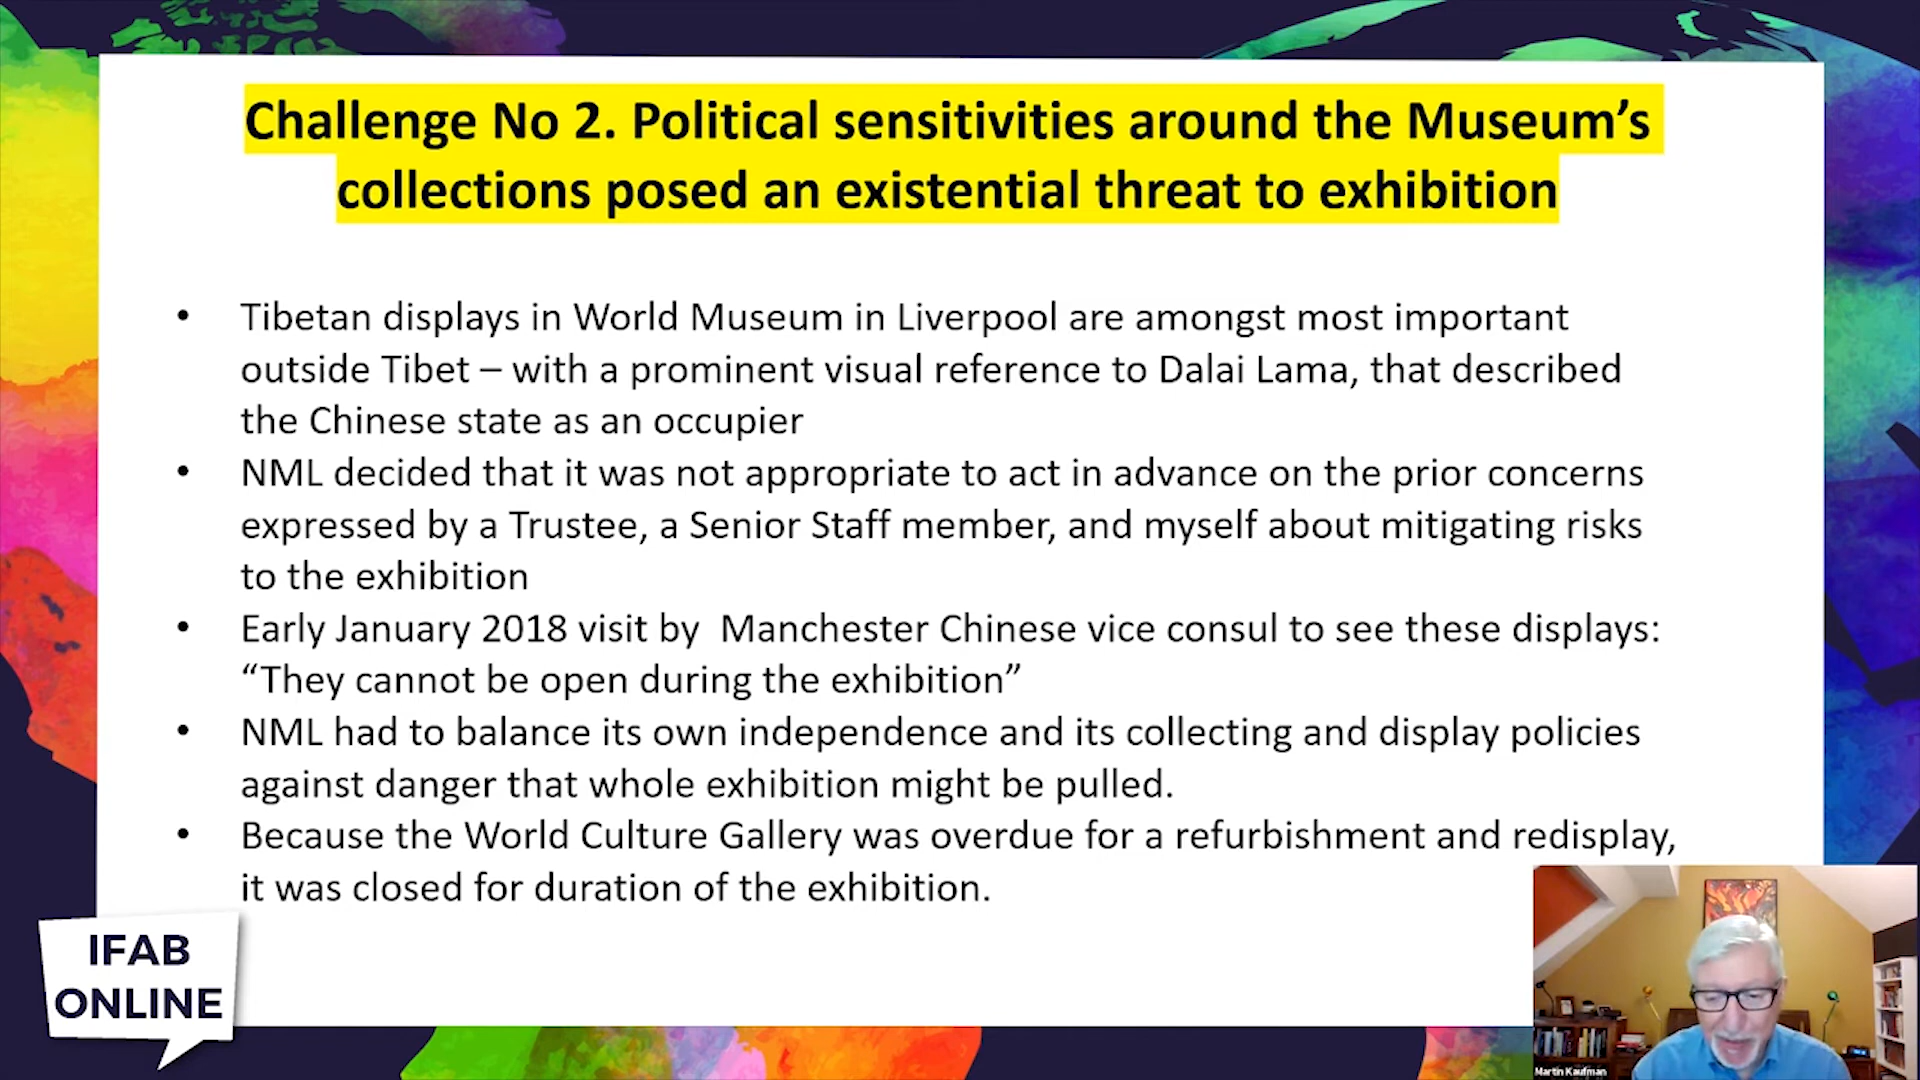 Challenge No 2. Political sensitivities around the Museum’s
collections posed an existential threat to exhibition
• Tibetan displays in World Museum in Liverpool are amongst most important
outside Tibet – with a prominent visual reference to Dalai Lama, that described
the Chinese state as an occupier
• NML decided that it was not appropriate to act in advance on the prior concerns
expressed by a Trustee, a Senior Staff member, and myself about mitigating risks
to the exhibition
• Early January 2018 visit by  Manchester Chinese vice consul to see these displays:
“They cannot be open during the exhibition”
• NML had to balance its own independence and its collecting and display policies
against danger that whole exhibition might be pulled.
• Because the World Culture Gallery was overdue for a refurbishment and redisplay,
it was closed for duration of the exhibition.
IFAB
ONLINE
Martin Kaufman